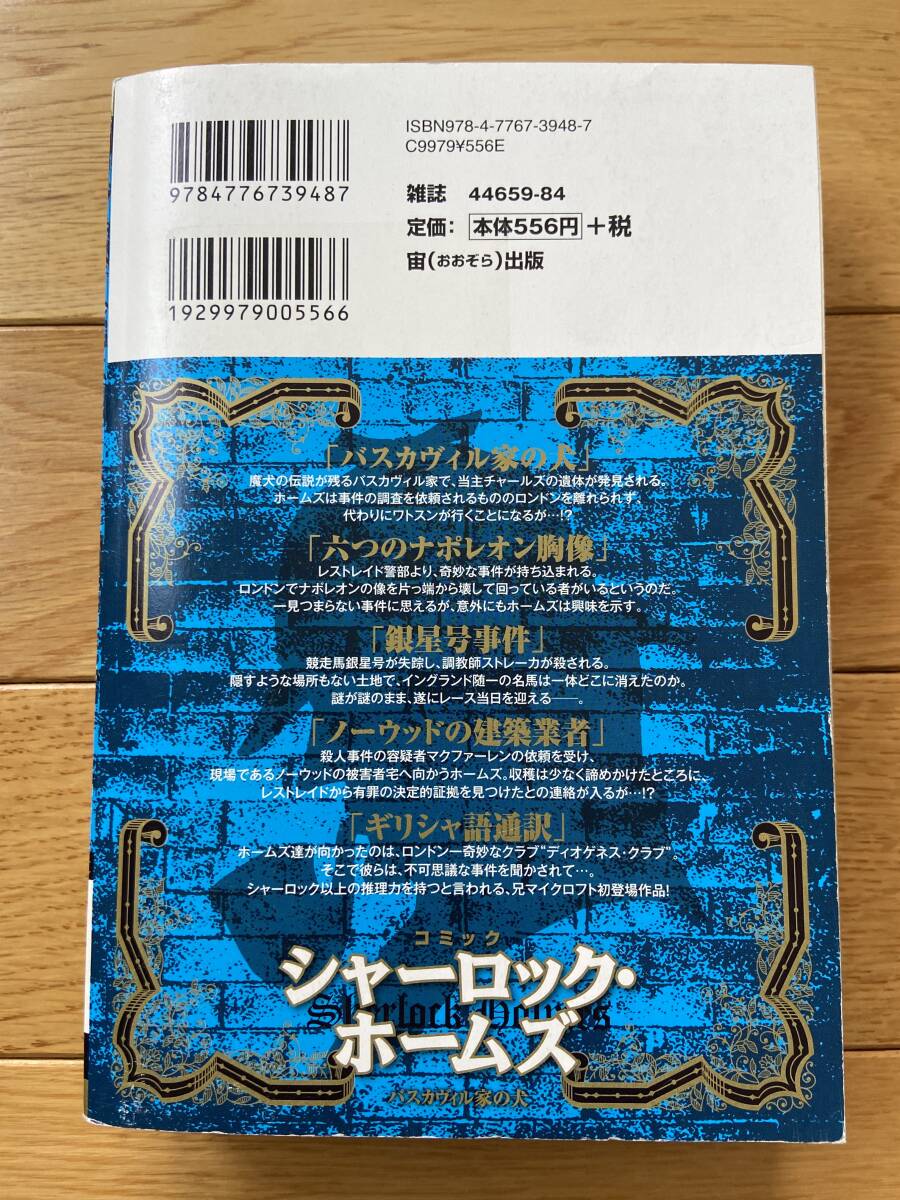 ISBN978-4-7767-3948-7
C9979¥556E
9784776739487
雑誌 44659-84
定価：本体556円+税
宙(おおぞら)出版
1929979005566
「バスカヴィル家の犬」
魔犬の伝説が残るバスカヴィル家で、当主チャールズの遺体が発見される。
ホームズは事件の調査を依頼されるもののロンドンを離れられず、
代わりにワトスンが行くことになるが…!?
「六つのナポレオン胸像」
レストレイド警部より、奇妙な事件が持ち込まれる。
ロンドンでナポレオンの像を片っ端から壊して回っている者がいるというのだ。
一見つまらない事件に思えるが、意外にもホームズは興味を示す。
「銀星号事件」
競走馬銀星号が失踪し、調教師ストレーカが殺される。
隠すような場所もない土地で、イングランド随一の名馬は一体どこに消えたのか。
謎が謎のまま、遂にレース当日を迎える――。
「ノーウッドの建築業者」
殺人事件の容疑者マクファーレンの依頼を受け、
現場であるノーウッドの被害者宅へ向かうホームズ。収穫は少なく諦めかけたところに、
レストレイドから有罪の決定的証拠を見つけたとの連絡が入るが…!?
「ギリシャ語通訳」
ホームズ達が向かったのは、ロンドン一奇妙なクラブ“ディオゲネス・クラブ”。
そこで彼らは、不可思議な事件を聞かされて…。
シャーロック以上の推理力を持つと言われる、兄マイクロフト初登場作品!
コミック
シャーロック・
Sherlock Holmes
ホームズ
バスカヴィル家の犬